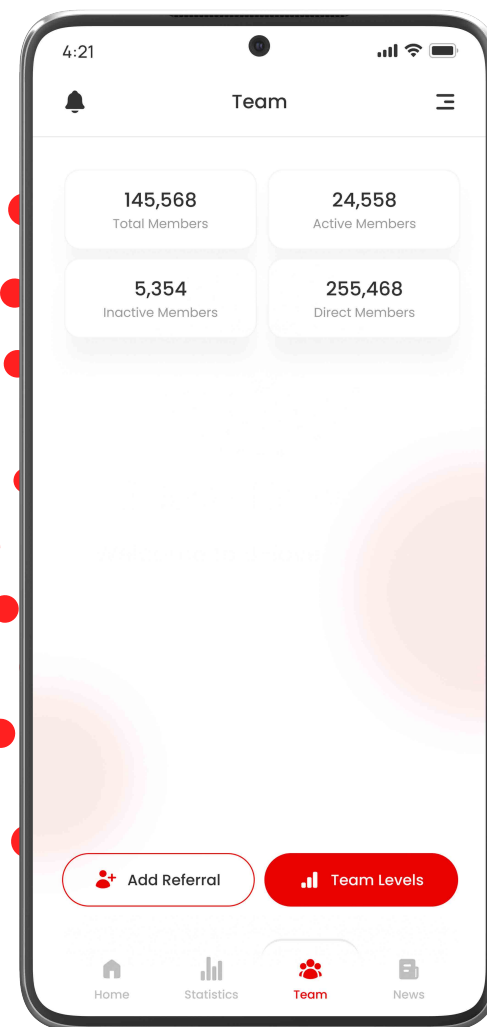 4:21
Team
145,568
Total Members
24,558
Active Members
5,354
Inactive Members
255,468
Direct Members
Add Referral
Team Levels
Home
Statistics
Team
News